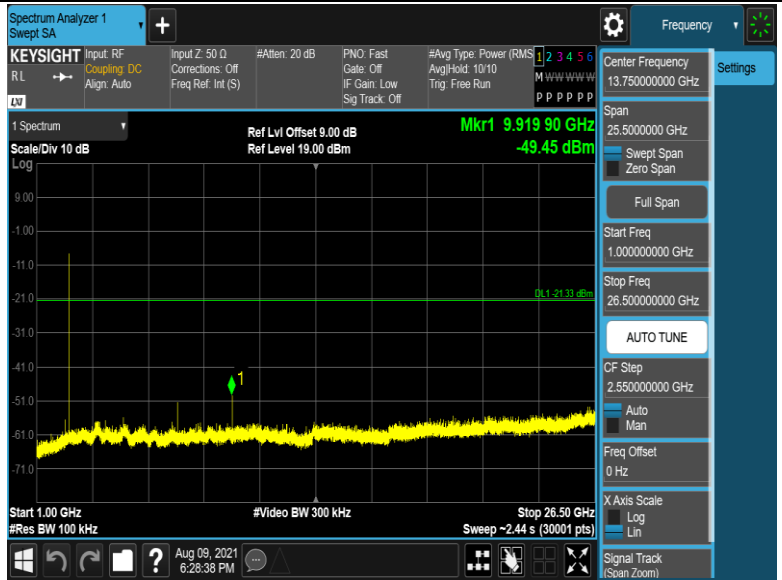 Spectrum Analyzer 1
Swept SA
+
Frequency
KEYSIGHT
RL
LXI
Input: RF
Coupling: DC
Align: Auto
Input Z: 50 Ω
Corrections: Off
Freq Ref: Int (S)
#Atten: 20 dB
PNO: Fast
Gate: Off
IF Gain: Low
Sig Track: Off
#Avg Type: Power (RMS
Avg|Hold: 10/10
Trig: Free Run
1 2 3 4 5 6
M W W W W W
P P P P P P
1 Spectrum
Scale/Div 10 dB
Log
Ref Lvl Offset 9.00 dB
Ref Level 19.00 dBm
Mkr1 9.919 90 GHz
-49.45 dBm
9.00
-1.00
-11.0
-21.0
DL1 -21.33 dBm
-31.0
-41.0
1
-51.0
-61.0
-71.0
Start 1.00 GHz
#Res BW 100 kHz
#Video BW 300 kHz
Stop 26.50 GHz
Sweep ~2.44 s (30001 pts)
?
Aug 09, 2021
6:28:38 PM
Center Frequency
13.750000000 GHz
Settings
Span
25.5000000 GHz
Swept Span
Zero Span
Full Span
Start Freq
1.000000000 GHz
Stop Freq
26.500000000 GHz
AUTO TUNE
CF Step
2.550000000 GHz
Auto
Man
Freq Offset
0 Hz
X Axis Scale
Log
Lin
Signal Track
(Span Zoom)